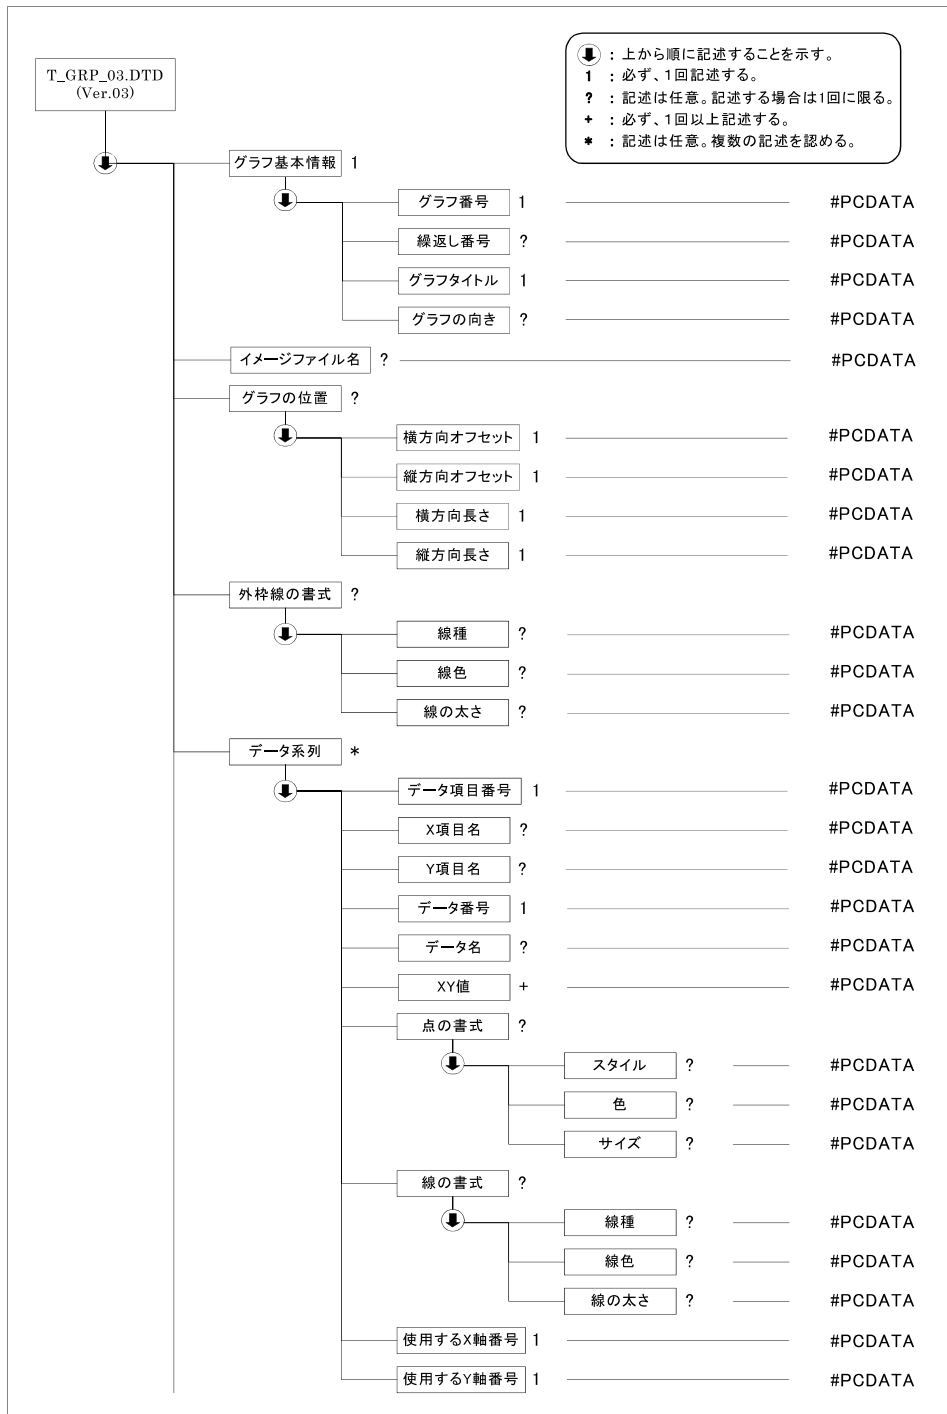 T_GRP_03.DTD
(Ver.03)
：上から順に記述することを示す。
1 ：必ず、1回記述する。
? ：記述は任意。記述する場合は1回に限る。
+ ：必ず、1回以上記述する。
* ：記述は任意。複数の記述を認める。
グラフ基本情報 1
グラフ番号 1 #PCDATA
繰返し番号 ? #PCDATA
グラフタイトル 1 #PCDATA
グラフの向き ? #PCDATA
イメージファイル名 ? #PCDATA
グラフの位置 ?
横方向オフセット 1 #PCDATA
縦方向オフセット 1 #PCDATA
横方向長さ 1 #PCDATA
縦方向長さ 1 #PCDATA
外枠線の書式 ?
線種 ? #PCDATA
線色 ? #PCDATA
線の太さ ? #PCDATA
データ系列 *
データ項目番号 1 #PCDATA
X項目名 ? #PCDATA
Y項目名 ? #PCDATA
データ番号 1 #PCDATA
データ名 ? #PCDATA
XY値 + #PCDATA
点の書式 ?
スタイル ? #PCDATA
色 ? #PCDATA
サイズ ? #PCDATA
線の書式 ?
線種 ? #PCDATA
線色 ? #PCDATA
線の太さ ? #PCDATA
使用するX軸番号 1 #PCDATA
使用するY軸番号 1 #PCDATA